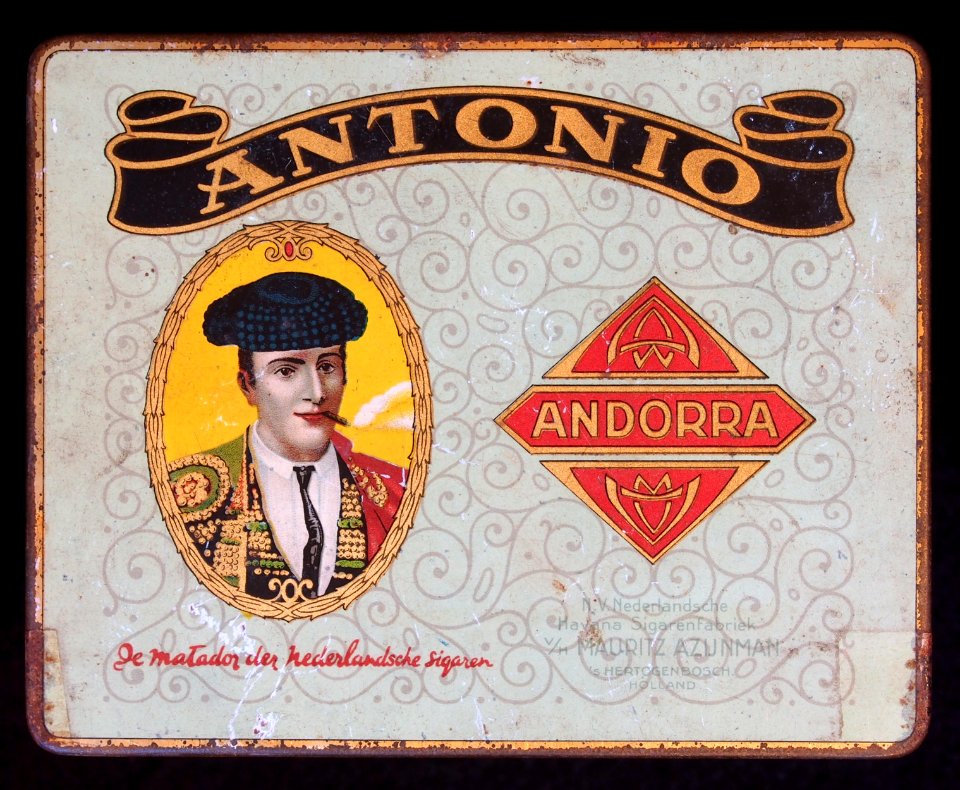 ANTONIO
ANDORRA
De matador der nederlandsche sigaren
N.V. Nederlandsche
Havana Sigarenfabriek
V/H MAURITZ AZIJNMAN
'S HERTOGENBOSCH.
HOLLAND